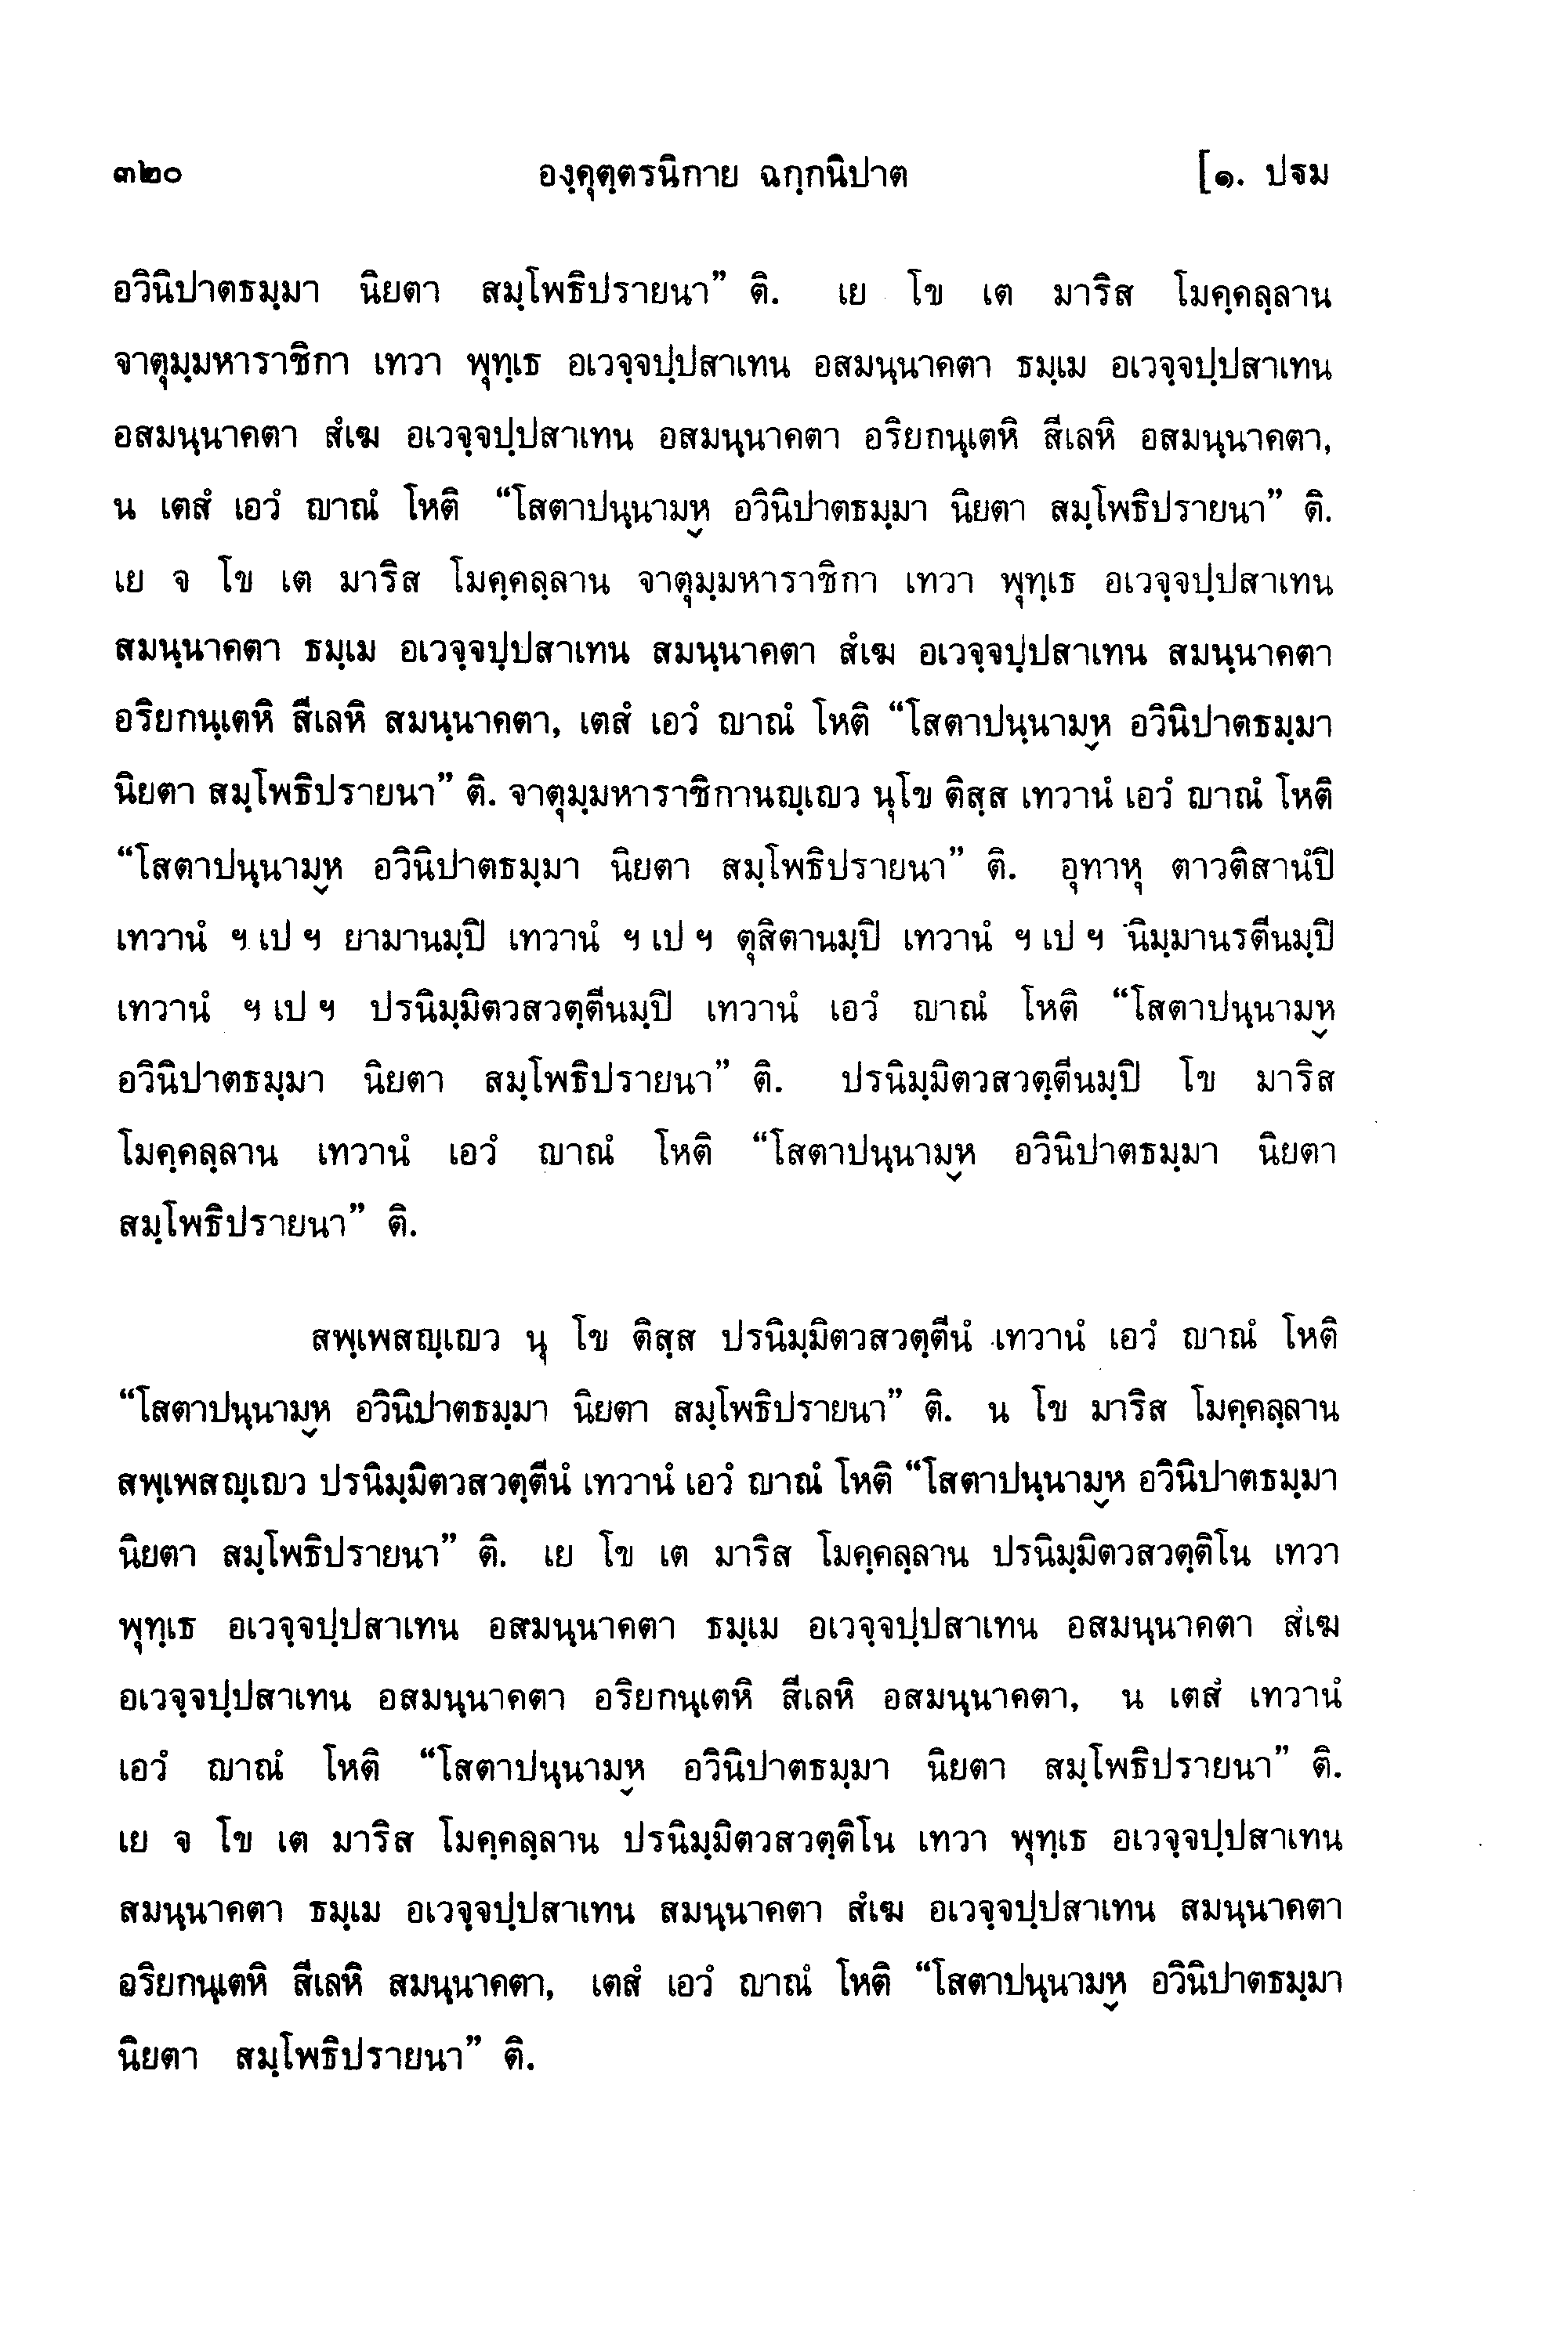 ๓๒๐ องฺคุตฺตรนิกาย ฉกฺกนิปาต [๑. ปฐม
อวินิปาตธมฺมา นิยตา สมฺโพธิปรายนา” ติ. เย โข เต มาริส โมคฺคลฺลาน
จาตุมฺมหาราชิกา เทวา พุทฺเธ อเวจฺจปฺปสาเทน อสมนฺนาคตา ธมฺเม อเวจฺจปฺปสาเทน
อสมนฺนาคตา สํเฆ อเวจฺจปฺปสาเทน อสมนฺนาคตา อริยกนฺเตหิ สีเลหิ อสมนฺนาคตา,
น เตสํ เอวํ ญาณํ โหติ “โสตาปนฺนามฺห อวินิปาตธมฺมา นิยตา สมฺโพธิปรายนา” ติ.
เย จ โข เต มาริส โมคฺคลฺลาน จาตุมฺมหาราชิกา เทวา พุทฺเธ อเวจฺจปฺปสาเทน
สมนฺนาคตา ธมฺเม อเวจฺจปฺปสาเทน สมนฺนาคตา สํเฆ อเวจฺจปฺปสาเทน สมนฺนาคตา
อริยกนฺเตหิ สีเลหิ สมนฺนาคตา, เตสํ เอวํ ญาณํ โหติ “โสตาปนฺนามฺห อวินิปาตธมฺมา
นิยตา สมฺโพธิปรายนา” ติ. จาตุมฺมหาราชิกานญฺเญว นุโข ติสฺส เทวานํ เอวํ ญาณํ โหติ
“โสตาปนฺนามฺห อวินิปาตธมฺมา นิยตา สมฺโพธิปรายนา” ติ. อุทาหุ ตาวติสานํปิ
เทวานํ ฯ เป ฯ ยามานมฺปิ เทวานํ ฯ เป ฯ ตุสิตานมฺปิ เทวานํ ฯ เป ฯ นิมฺมานรตีนมฺปิ
เทวานํ ฯ เป ฯ ปรนิมฺมิตวสวตฺตีนมฺปิ เทวานํ เอวํ ญาณํ โหติ “โสตาปนฺนามฺห
อวินิปาตธมฺมา นิยตา สมฺโพธิปรายนา” ติ. ปรนิมฺมิตวสวตฺตีนมฺปิ โข มาริส
โมคฺคลฺลาน เทวานํ เอวํ ญาณํ โหติ “โสตาปนฺนามฺห อวินิปาตธมฺมา นิยตา
สมฺโพธิปรายนา” ติ.
สพฺเพสญฺเญว นุ โข ติสฺส ปรนิมฺมิตวสวตฺตีนํ เทวานํ เอวํ ญาณํ โหติ
“โสตาปนฺนามฺห อวินิปาตธมฺมา นิยตา สมฺโพธิปรายนา” ติ. น โข มาริส โมคฺคลฺลาน
สพฺเพสญฺเญว ปรนิมฺมิตวสวตฺตีนํ เทวานํ เอวํ ญาณํ โหติ “โสตาปนฺนามฺห อวินิปาตธมฺมา
นิยตา สมฺโพธิปรายนา” ติ. เย โข เต มาริส โมคฺคลฺลาน ปรนิมฺมิตวสวตฺติโน เทวา
พุทฺเธ อเวจฺจปฺปสาเทน อสมนฺนาคตา ธมฺเม อเวจฺจปฺปสาเทน อสมนฺนาคตา สํเฆ
อเวจฺจปฺปสาเทน อสมนฺนาคตา อริยกนฺเตหิ สีเลหิ อสมนฺนาคตา, น เตสํ เทวานํ
เอวํ ญาณํ โหติ “โสตาปนฺนามฺห อวินิปาตธมฺมา นิยตา สมฺโพธิปรายนา” ติ.
เย จ โข เต มาริส โมคฺคลฺลาน ปรนิมฺมิตวสวตฺติโน เทวา พุทฺเธ อเวจฺจปฺปสาเทน
สมนฺนาคตา ธมฺเม อเวจฺจปฺปสาเทน สมนฺนาคตา สํเฆ อเวจฺจปฺปสาเทน สมนฺนาคตา
อริยกนฺเตหิ สีเลหิ สมนฺนาคตา, เตสํ เอวํ ญาณํ โหติ “โสตาปนฺนามฺห อวินิปาตธมฺมา
นิยตา สมฺโพธิปรายนา” ติ.